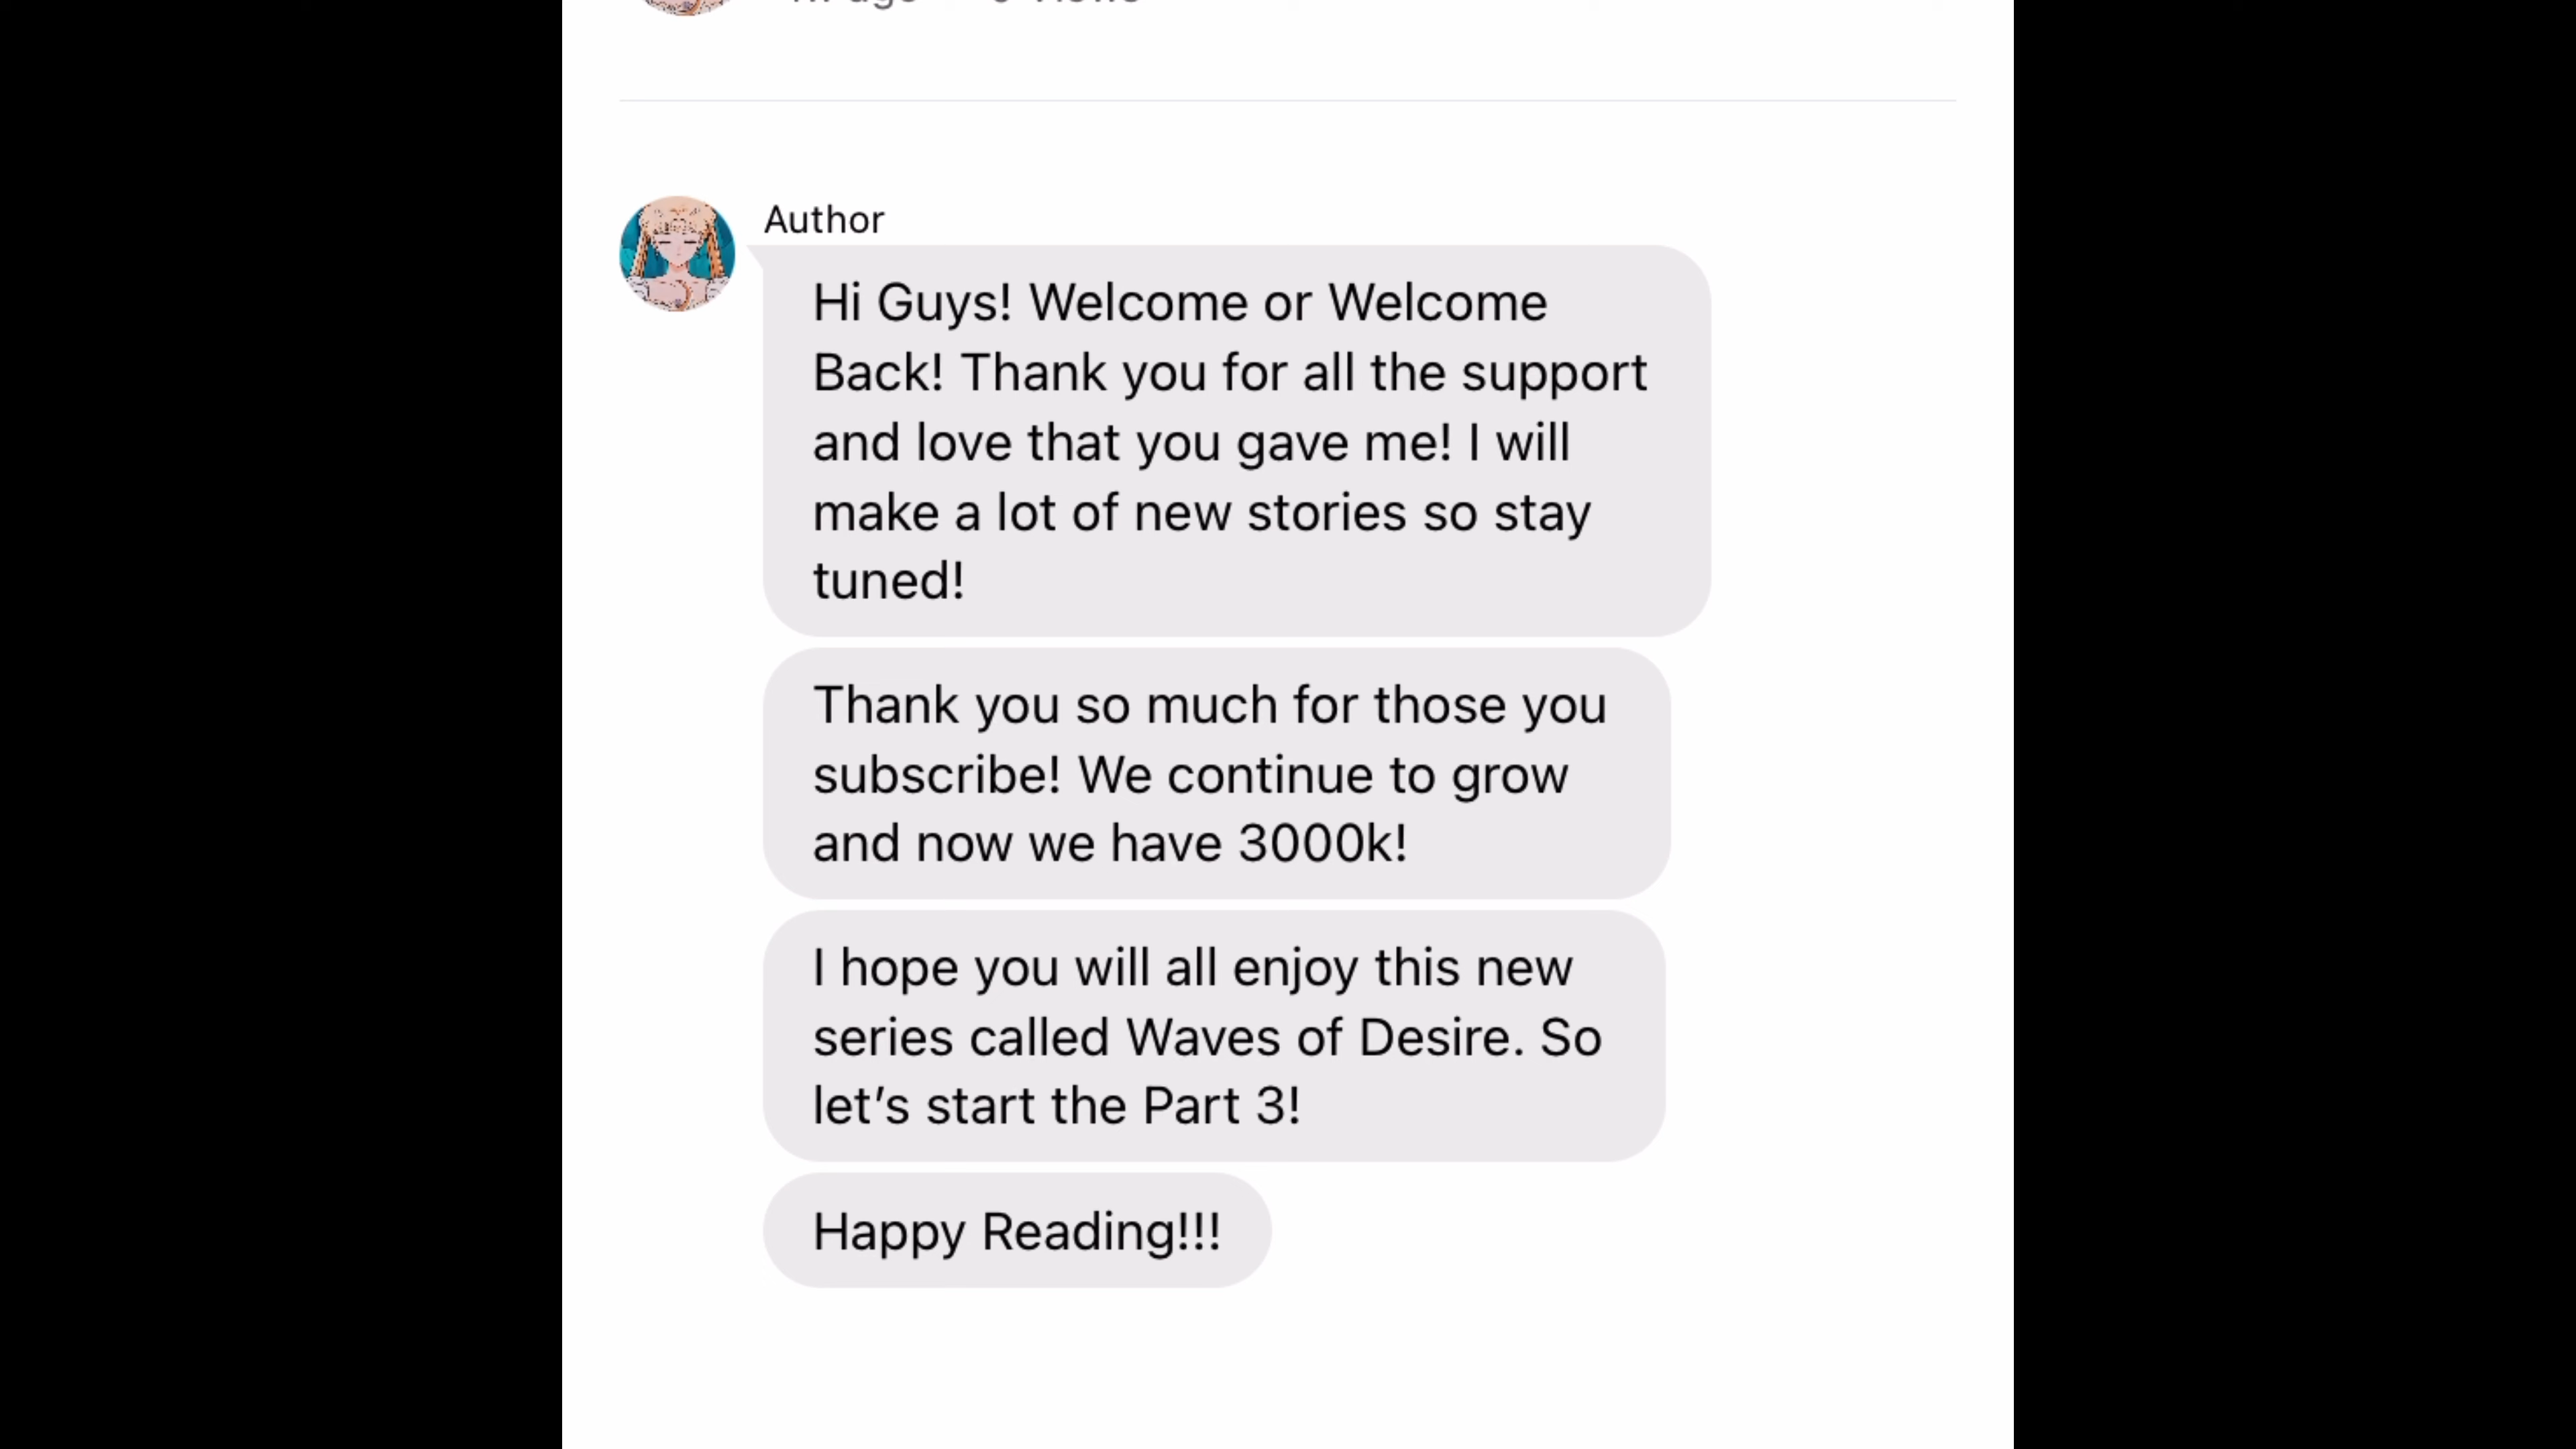 Author
Hi Guys! Welcome or Welcome
Back! Thank you for all the support
and love that you gave me! I will
make a lot of new stories so stay
tuned!
Thank you so much for those you
subscribe! We continue to grow
and now we have 3000k!
I hope you will all enjoy this new
series called Waves of Desire. So
let’s start the Part 3!
Happy Reading!!!